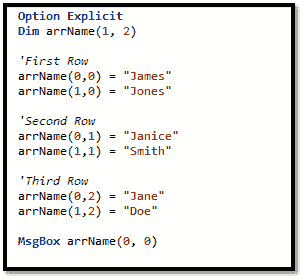 Option Explicit
Dim arrName(1, 2)
'First Row
arrName(0,0) = "James"
arrName(1,0) = "Jones"
'Second Row
arrName(0,1) = "Janice"
arrName(1,1) = "Smith"
'Third Row
arrName(0,2) = "Jane"
arrName(1,2) = "Doe"
MsgBox arrName(0, 0)